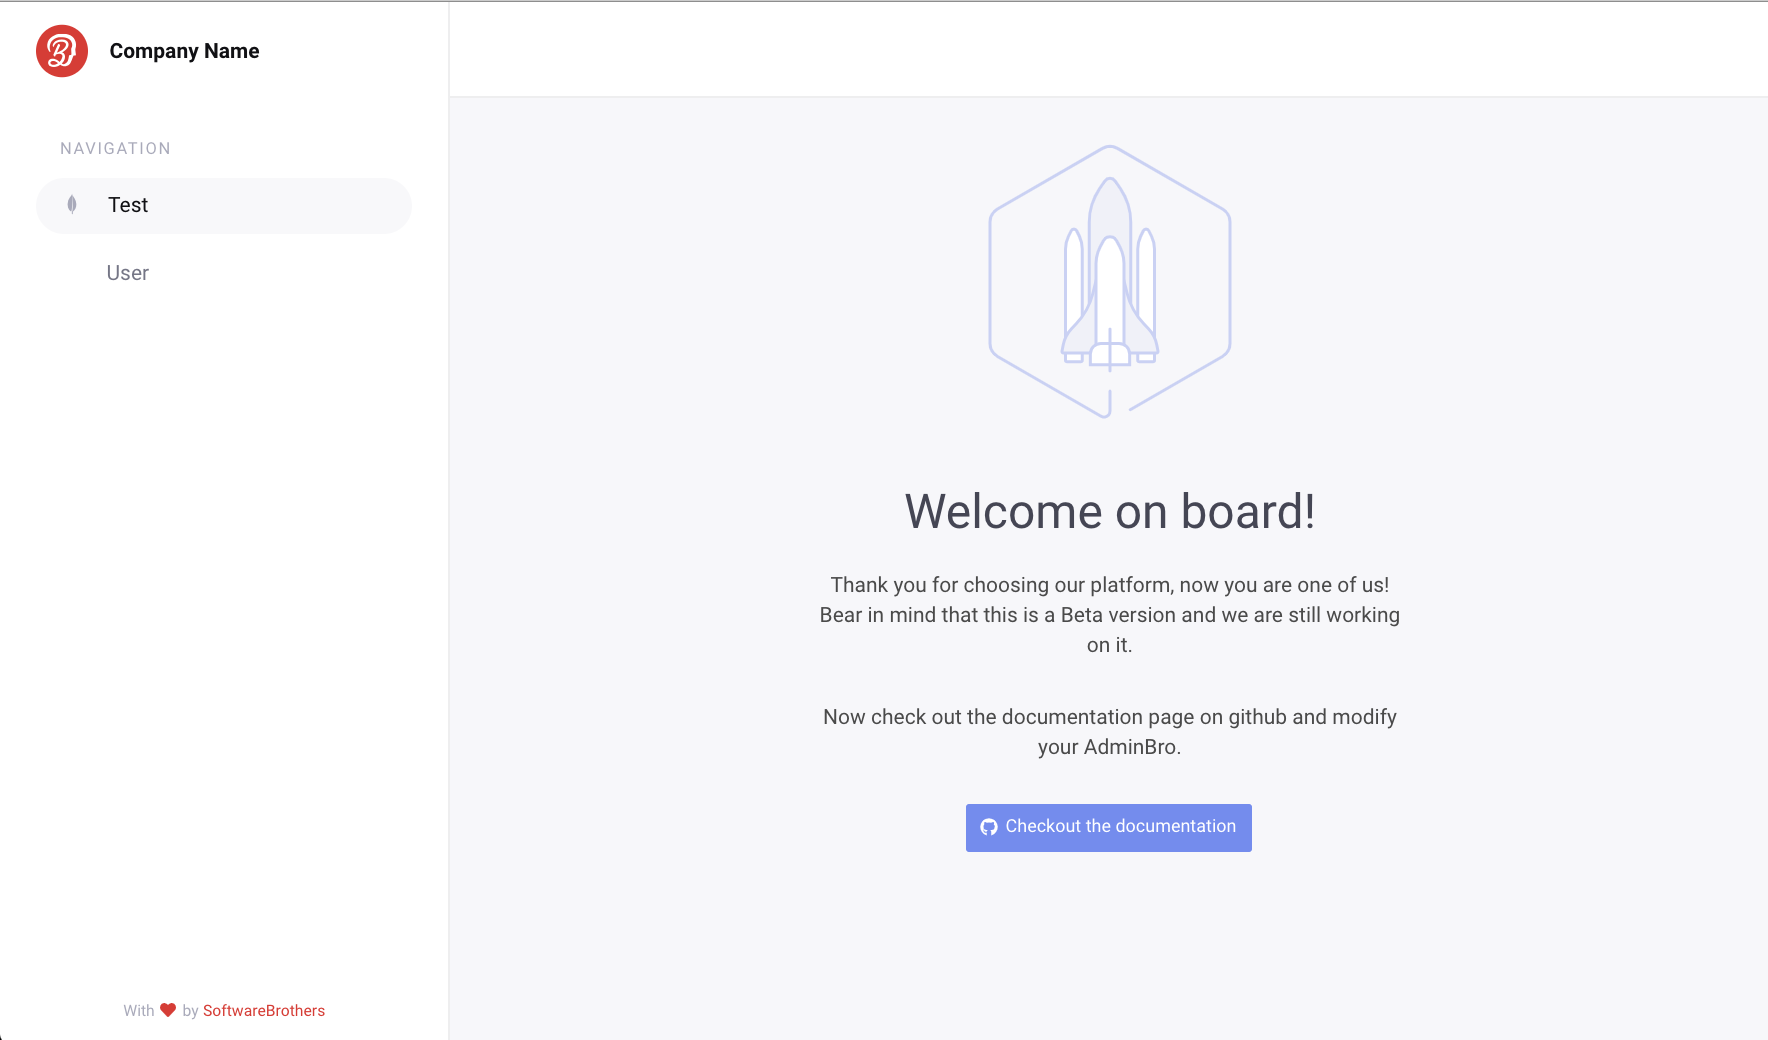 Company Name
NAVIGATION
Test
User
Welcome on board!
Thank you for choosing our platform, now you are one of us!
Bear in mind that this is a Beta version and we are still working
on it.
Now check out the documentation page on github and modify
your AdminBro.
Checkout the documentation
With ❤ by SoftwareBrothers